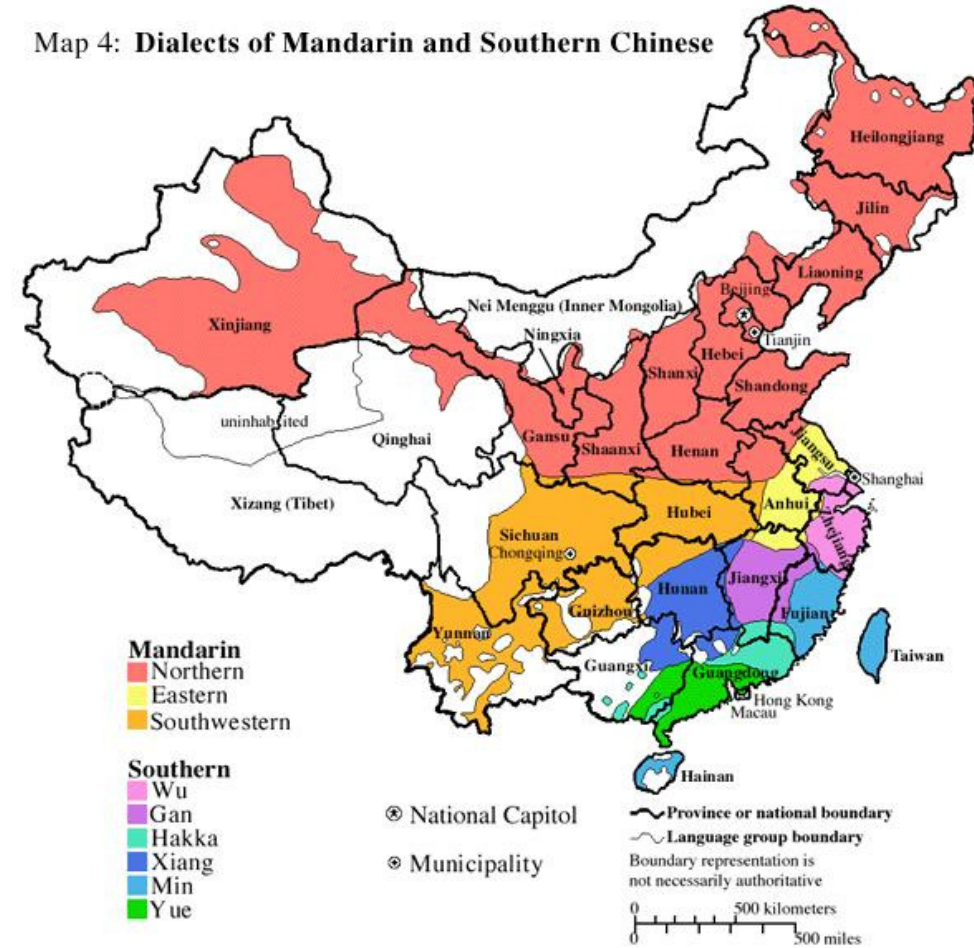 Map 4: Dialects of Mandarin and Southern Chinese
Heilongjiang
Jilin
Liaoning
Beijing
Nei Menggu (Inner Mongolia)
Ningxia
Tianjin
Xinjiang
Hebei
Shanxi
Shandong
uninhabited
Qinghai
Gansu
Shaanxi
Henan
Jiangsu
Shanghai
Xizang (Tibet)
Anhui
Hubei
Sichuan
Chongqing
Zhejiang
Hunan
Jiangxi
Guizhou
Fujian
Yunnan
Taiwan
Guangxi
Guangdong
Hong Kong
Macau
Hainan
Mandarin
Northern
Eastern
Southwestern
Southern
Wu
Gan
Hakka
Xiang
Min
Yue
National Capitol
Municipality
Province or national boundary
Language group boundary
Boundary representation is
not necessarily authoritative
0 500 kilometers
0 500 miles